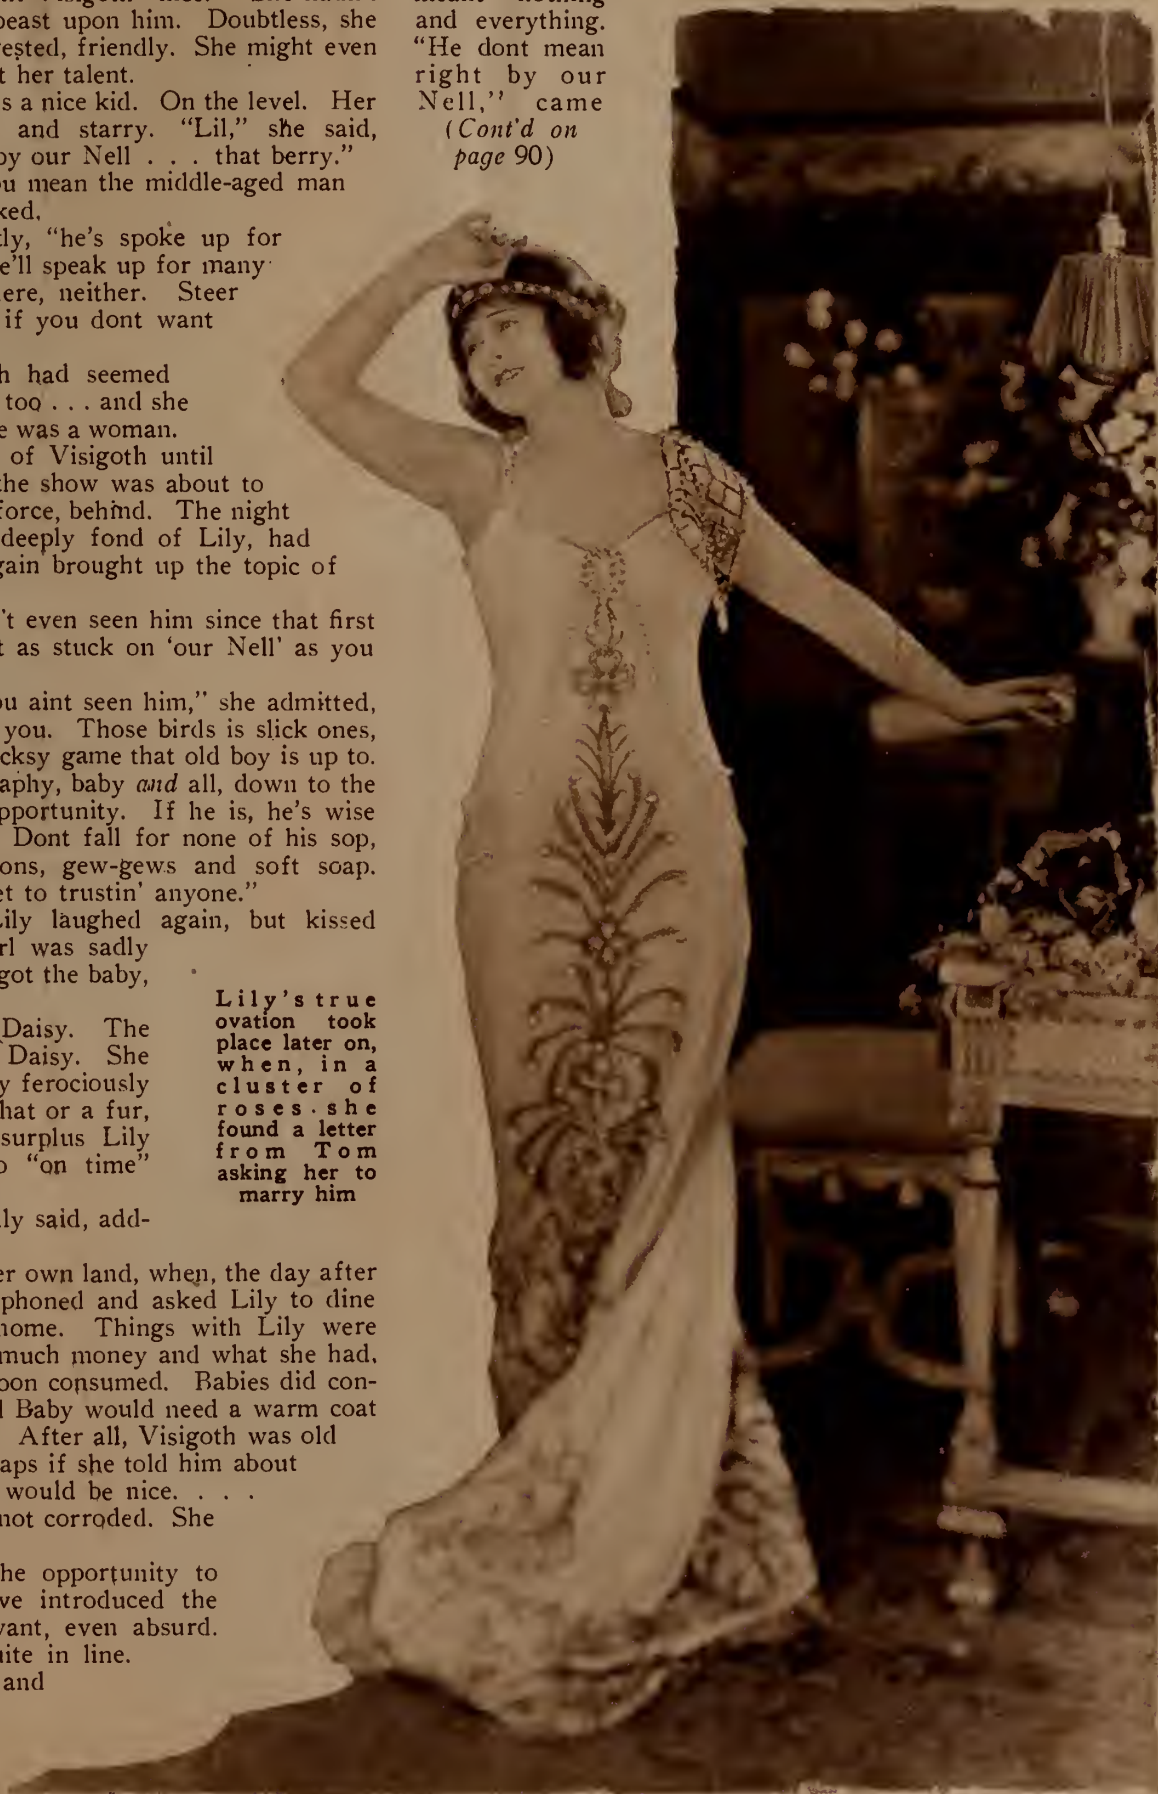 beast upon him. Doubtless, she
ested, friendly. She might even
t her talent.
s a nice kid. On the level. Her
and starry. "Lil," she said,
by our Nell . . . that berry."
u mean the middle-aged man
ked.
tly, "he's spoke up for
e'll speak up for many
ere, neither. Steer
if you dont want
h had seemed
too . . . and she
e was a woman.
of Visigoth until
the show was about to
force, behind. The night
deeply fond of Lily, had
gain brought up the topic of
't even seen him since that first
t as stuck on 'our Nell' as you
ou aint seen him," she admitted,
you. Those birds is slick ones,
cksy game that old boy is up to.
aphy, baby and all, down to the
pportunity. If he is, he's wise
Dont fall for none of his sop,
ons, gew-gews and soft soap.
et to trustin' anyone."
Lily laughed again, but kissed
rl was sadly
got the baby,
Daisy. The
Daisy. She
y ferociously
hat or a fur,
surplus Lily
o "on time"
ly said, add-
er own land, when, the day after
phoned and asked Lily to dine
home. Things with Lily were
much money and what she had,
oon consumed. Babies did con-
l Baby would need a warm coat
After all, Visigoth was old
aps if she told him about
would be nice. . . .
not corroded. She
he opportunity to
ve introduced the
vant, even absurd.
uite in line.
and
and everything.
"He dont mean
right by our
Nell," came
(Cont'd on
page 90)
Lily's true
ovation took
place later on,
when, in a
cluster of
roses she
found a letter
from Tom
asking her to
marry him